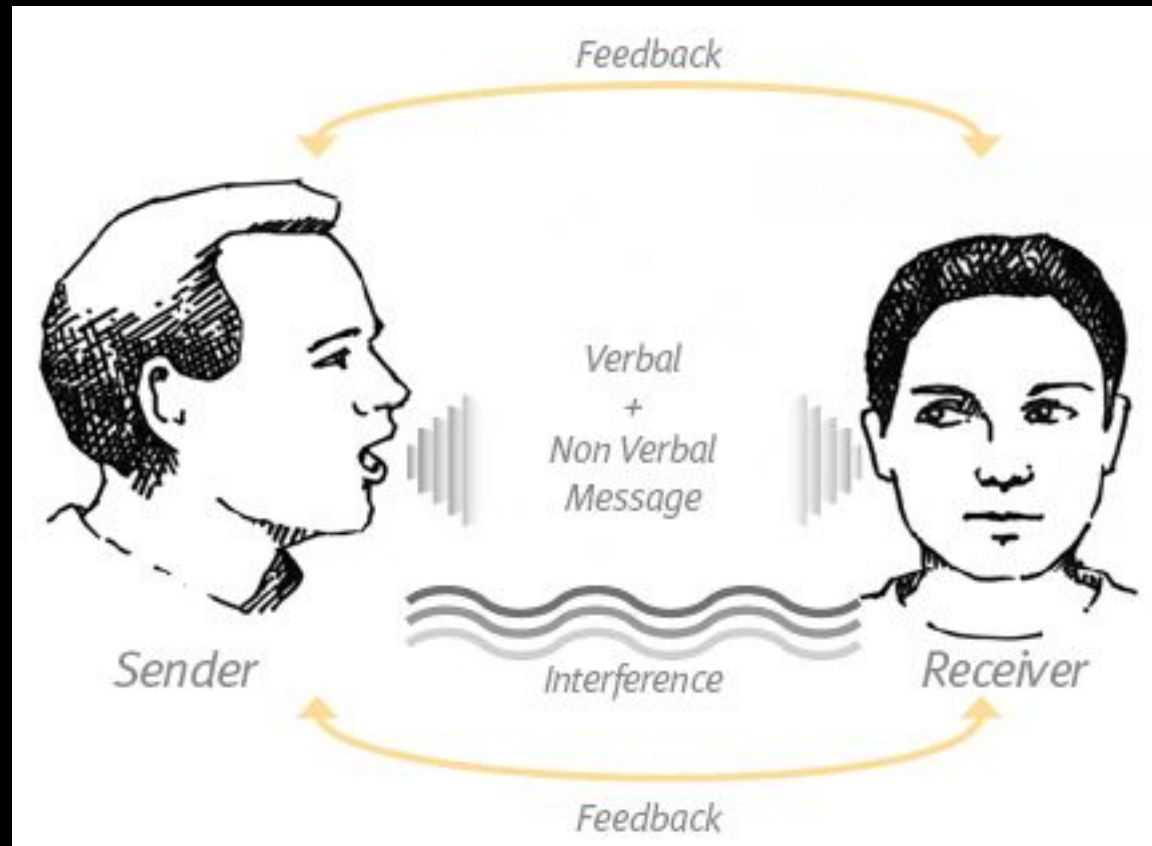 Feedback
Verbal
+
Non Verbal
Message
Interference
Sender
Receiver
Feedback